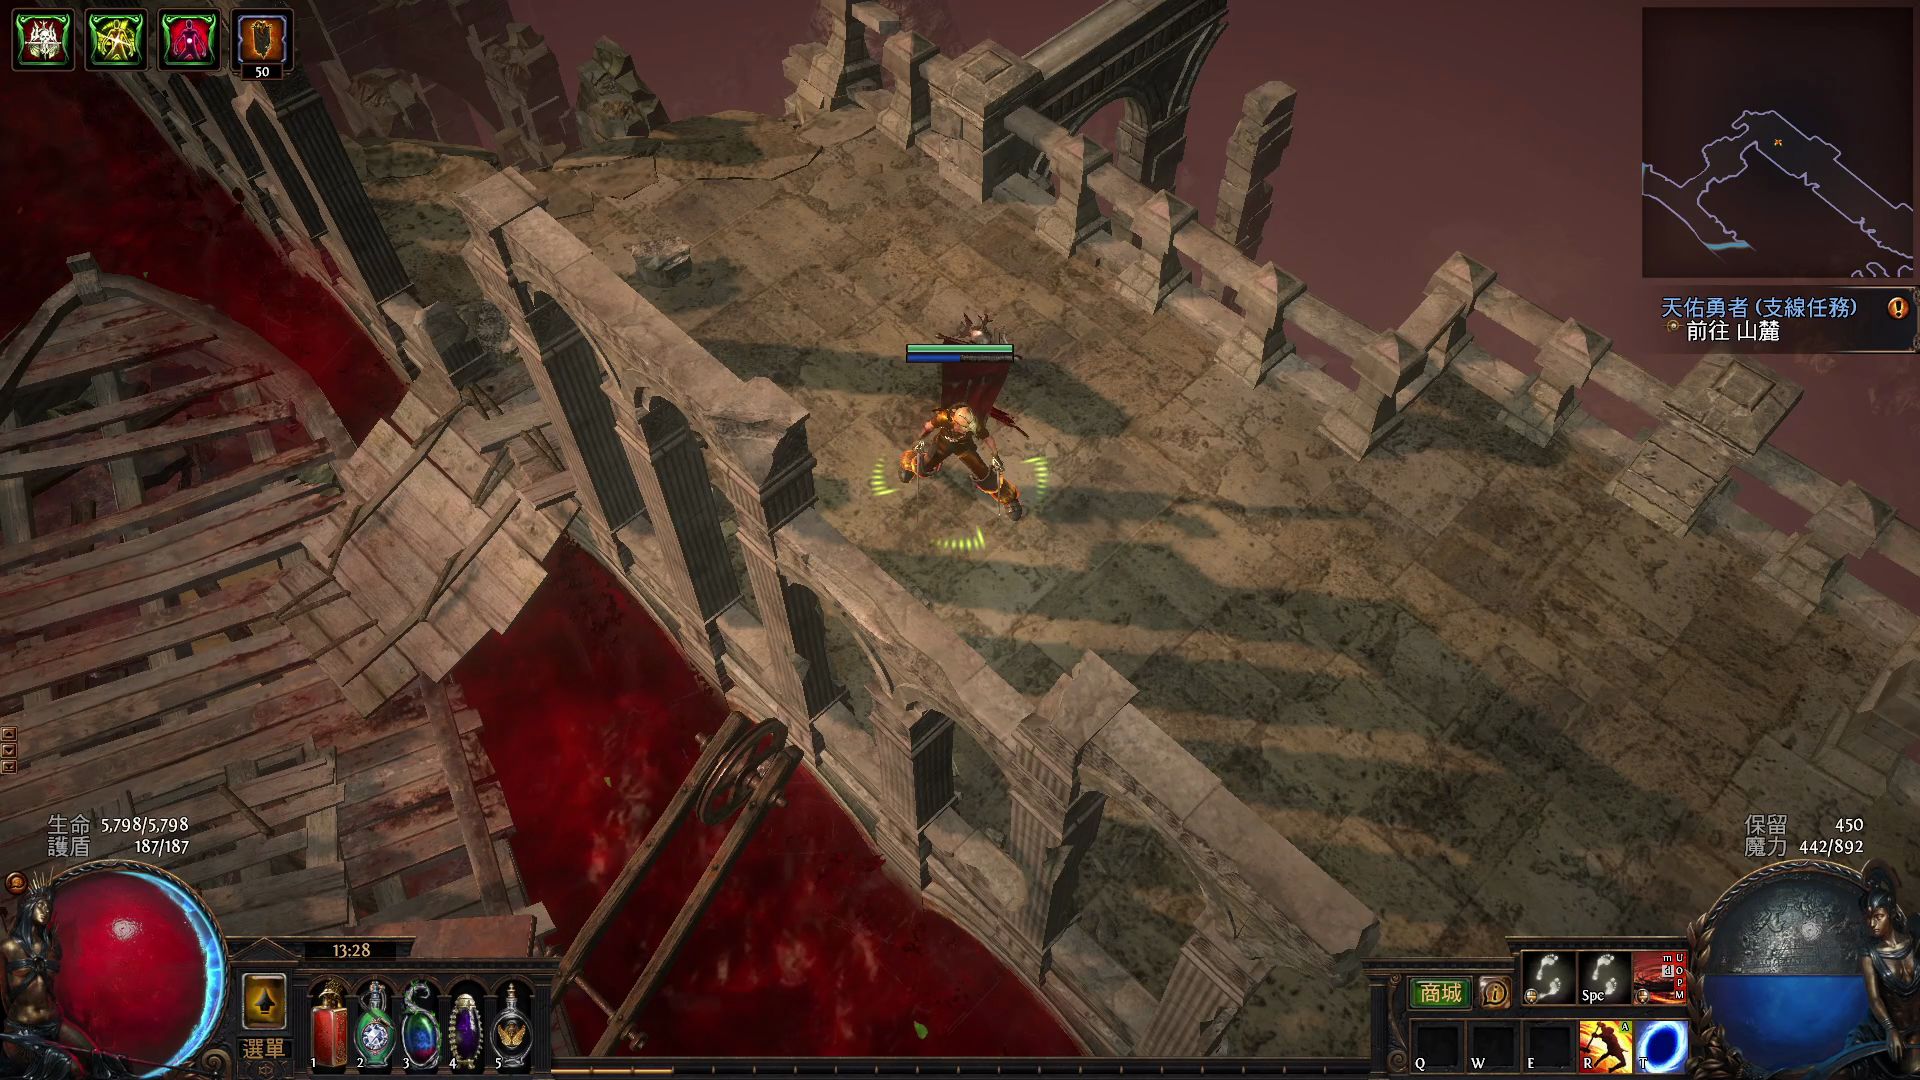 50
天佑勇者 (支線任務)
前往 山麓
生命 5,798/5,798
護盾 187/187
保留 450
魔力 442/892
13:28
選單
1 2 3 4 5
商城
Spc
m U
d O
P
M
A
Q W E R T